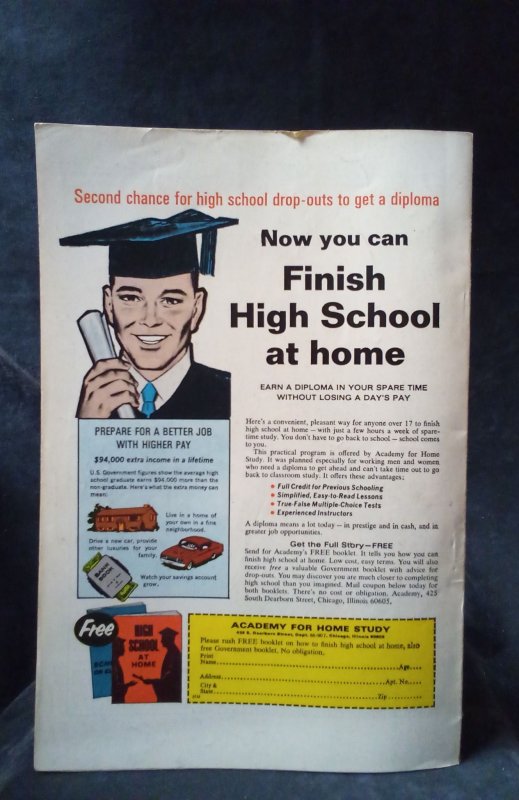 Second chance for high school drop-outs to get a diploma
Now you can
Finish
High School
at home
EARN A DIPLOMA IN YOUR SPARE TIME
WITHOUT LOSING A DAY'S PAY
PREPARE FOR A BETTER JOB
WITH HIGHER PAY
$94,000 extra income in a lifetime
U.S. Government figures show the average high
school graduate earns $94,000 more than the
non-graduate. Here's what the extra money can
mean:
Live in a home of
your own in a fine
neighborhood.
Drive a new car, provide
other luxuries for your
family.
BANK BOOK
Watch your savings account
grow.
Here's a convenient, pleasant way for anyone over 17 to finish
high school at home — with just a few hours a week of spare-
time study. You don't have to go back to school — school comes
to you.
This practical program is offered by Academy for Home
Study. It was planned especially for working men and women
who need a diploma to get ahead and can't take time out to go
back to classroom study. It offers these advantages:
• Full Credit for Previous Schooling
• Simplified, Easy-to-Read Lessons
• True-False Multiple-Choice Tests
• Experienced Instructors
A diploma means a lot today — in prestige and in cash, and in
greater job opportunities.
Get the Full Story—FREE
Send for Academy's FREE booklet. It tells you how you can
finish high school at home. Low cost, easy terms. You will also
receive free a valuable Government booklet with advice for
drop-outs. You may discover you are much closer to completing
high school than you imagined. Mail coupon below today for
both booklets. There's no cost or obligation. Academy, 425
South Dearborn Street, Chicago, Illinois 60605.
Free
HIGH
SCHOOL
AT
HOME
ACADEMY FOR HOME STUDY
Chicago, Illinois 60605
Please rush FREE booklet on how to finish high school at home, also
free Government booklet. No obligation.
Print
Name Age
Address Apt. No.
City &
State Zip